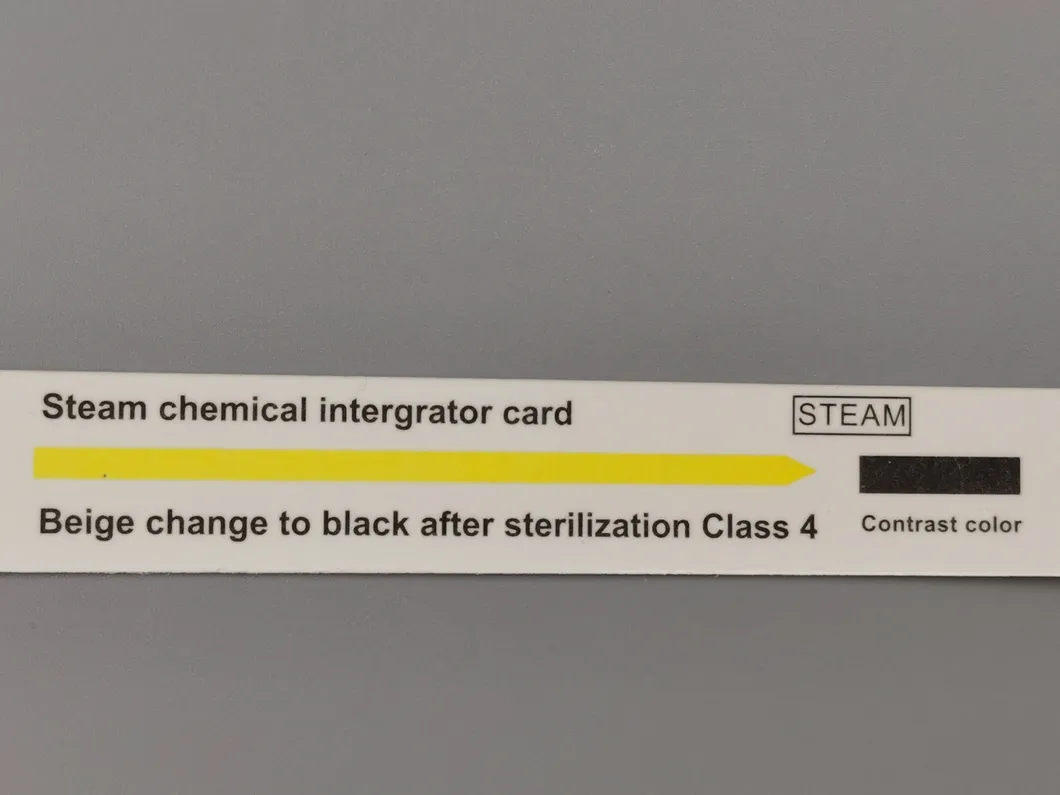 Steam chemical intergrator card
STEAM
Beige change to black after sterilization Class 4
Contrast color